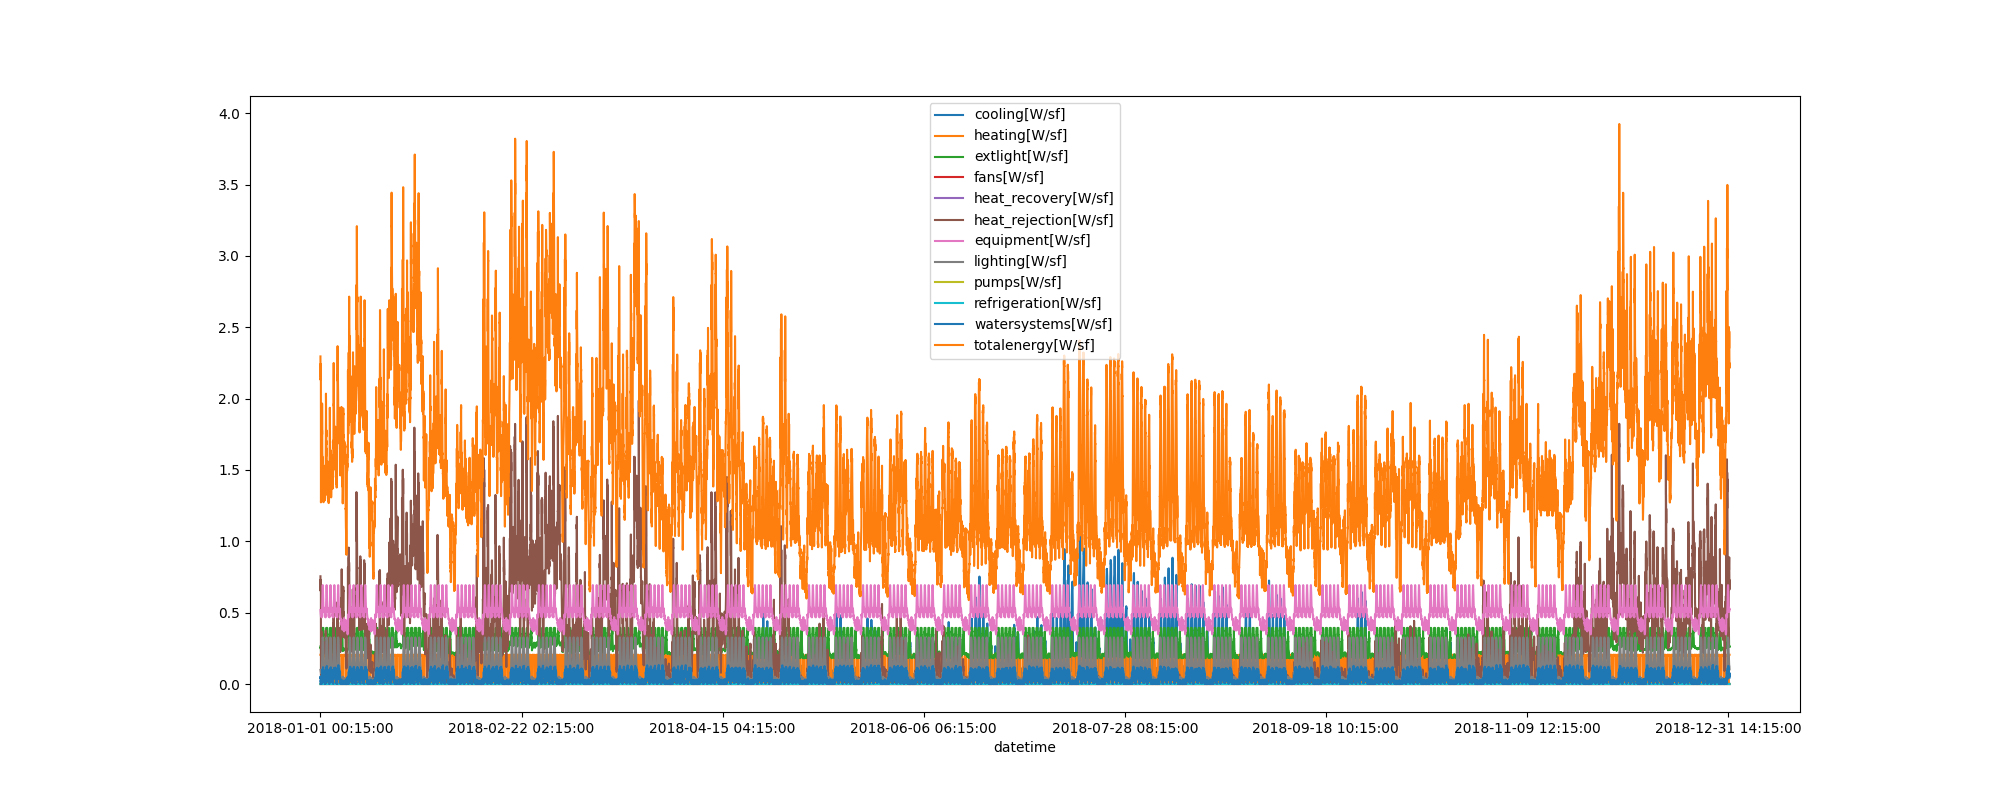 4.0
3.5
3.0
2.5
2.0
1.5
1.0
0.5
0.0
cooling[W/sf]
heating[W/sf]
extlight[W/sf]
fans[W/sf]
heat_recovery[W/sf]
heat_rejection[W/sf]
equipment[W/sf]
lighting[W/sf]
pumps[W/sf]
refrigeration[W/sf]
watersystems[W/sf]
totalenergy[W/sf]
2018-01-01 00:15:00
2018-02-22 02:15:00
2018-04-15 04:15:00
2018-06-06 06:15:00
2018-07-28 08:15:00
2018-09-18 10:15:00
2018-11-09 12:15:00
2018-12-31 14:15:00
datetime